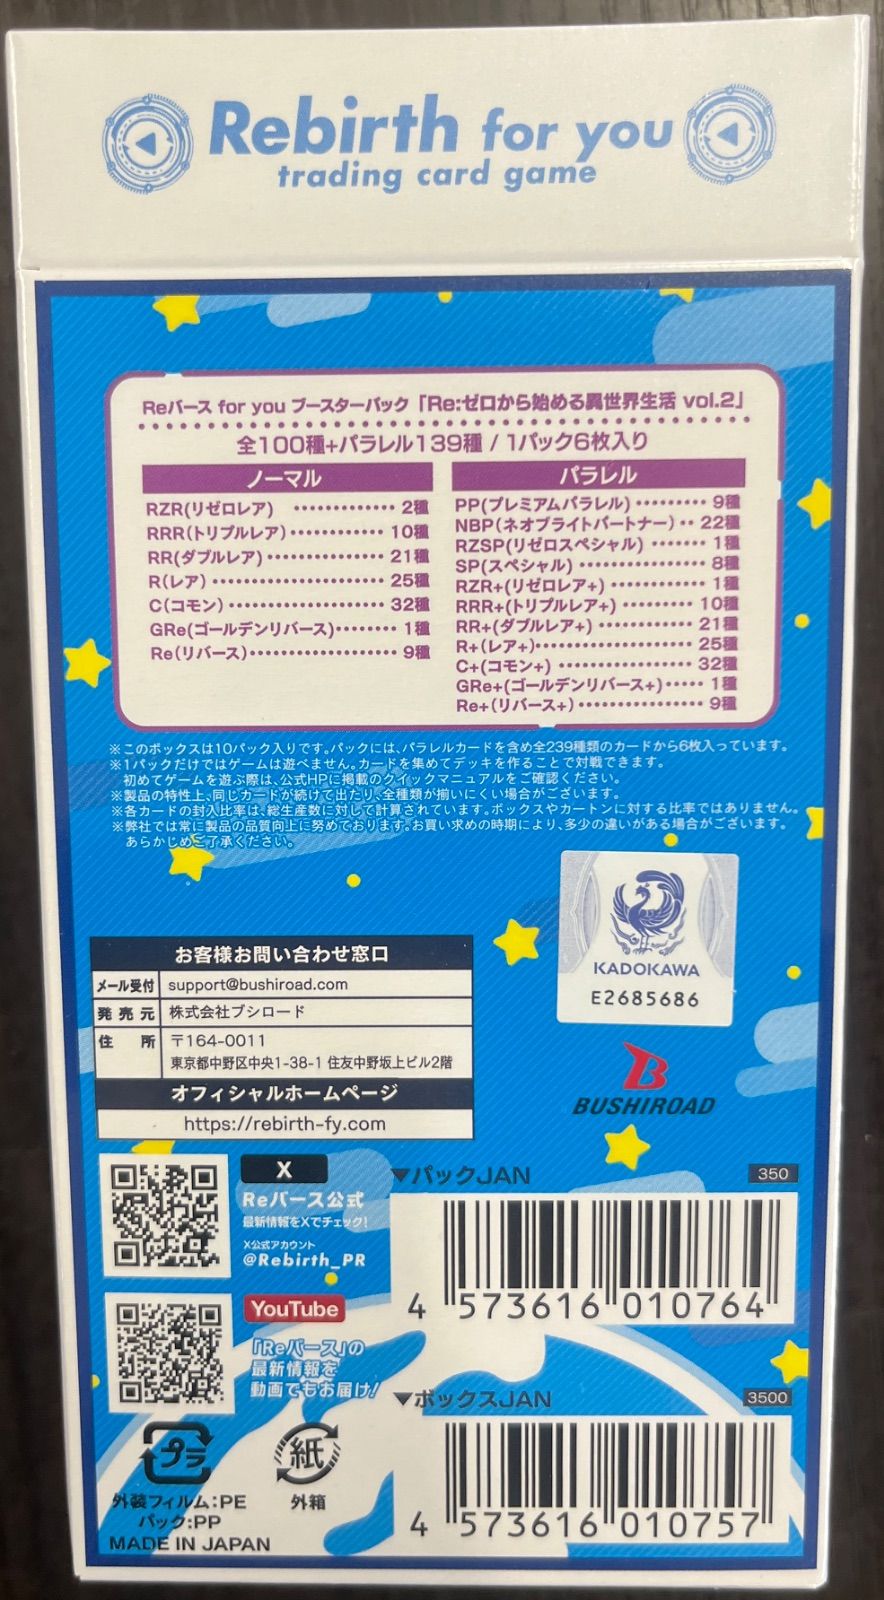 Rebirth for you
trading card game
Reバース for you ブースターパック「Re:ゼロから始める異世界生活 vol.2」
全100種+パラレル139種 / 1パック6枚入り
ノーマル
RZR(リゼロレア) ・・・・・・・・・・・・・ 2種
RRR(トリプルレア)・・・・・・・・・・・・ 10種
RR(ダブルレア)・・・・・・・・・・・・・・・ 21種
R(レア)・・・・・・・・・・・・・・・・・・・・・ 25種
C(コモン)・・・・・・・・・・・・・・・・・・・ 32種
GRe(ゴールデンリバース)・・・・・・・・ 1種
Re(リバース)・・・・・・・・・・・・・・・・・・ 9種
パラレル
PP(プレミアムパラレル)・・・・・・・・・ 9種
NBP(ネオブライトパートナー)・・ 22種
RZSP(リゼロスペシャル) ・・・・・・・ 1種
SP(スペシャル)・・・・・・・・・・・・・・・・ 8種
RZR+(リゼロレア+)・・・・・・・・・・・・ 1種
RRR+(トリプルレア+)・・・・・・・・・ 10種
RR+(ダブルレア+)・・・・・・・・・・・・ 21種
R+(レア+)・・・・・・・・・・・・・・・・・・ 25種
C+(コモン+)・・・・・・・・・・・・・・・・・ 32種
GRe+(ゴールデンリバース+)・・・・・ 1種
Re+(リバース+)・・・・・・・・・・・・・・・・ 9種
※このボックスは10パック入りです。パックには、パラレルカードを含め全239種類のカードから6枚入っています。
※1パックだけではゲームは遊べません。カードを集めてデッキを作ることで対戦できます。
初めてゲームを遊ぶ際は、公式HPに掲載のクイックマニュアルをご確認ください。
※製品の特性上、同じカードが続けて出たり、全種類が揃いにくい場合がございます。
※各カードの封入比率は、総生産数に対して計算されています。ボックスやカートンに対する比率ではありません。
※弊社では常に製品の品質向上に努めております。お買い求めの時期により、多少の違いがある場合がございます。
あらかじめご了承ください。
KADOKAWA
E2685686
お客様お問い合わせ窓口
メール受付 support@bushiroad.com
発売元 株式会社ブシロード
住所 〒164-0011
東京都中野区中央1-38-1 住友中野坂上ビル2階
オフィシャルホームページ
https://rebirth-fy.com
B
BUSHIROAD
X
Reバース公式
最新情報をXでチェック!
X公式アカウント
@Rebirth_PR
YouTube
「Reバース」の
最新情報を
動画でもお届け!
▼パックJAN 350
4 573616 010764
▼ボックスJAN 3500
4 573616 010757
プラ
外装フィルム:PE
パック:PP
紙
外箱
MADE IN JAPAN